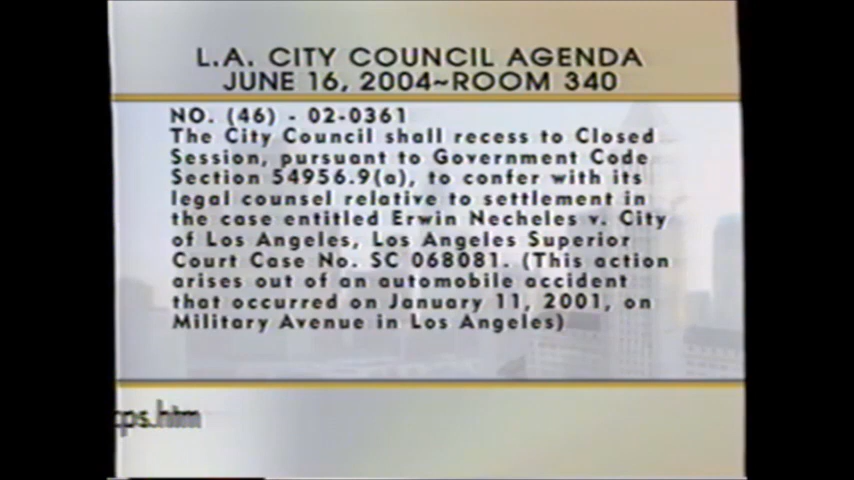 L.A. CITY COUNCIL AGENDA
JUNE 16, 2004~ROOM 340
NO. (46) - 02-0361
The City Council shall recess to Closed
Session, pursuant to Government Code
Section 54956.9(a), to confer with its
legal counsel relative to settlement in
the case entitled Erwin Necheles v. City
of Los Angeles, Los Angeles Superior
Court Case No. SC 068081. (This action
arises out of an automobile accident
that occurred on January 11, 2001, on
Military Avenue in Los Angeles)
qps.htm